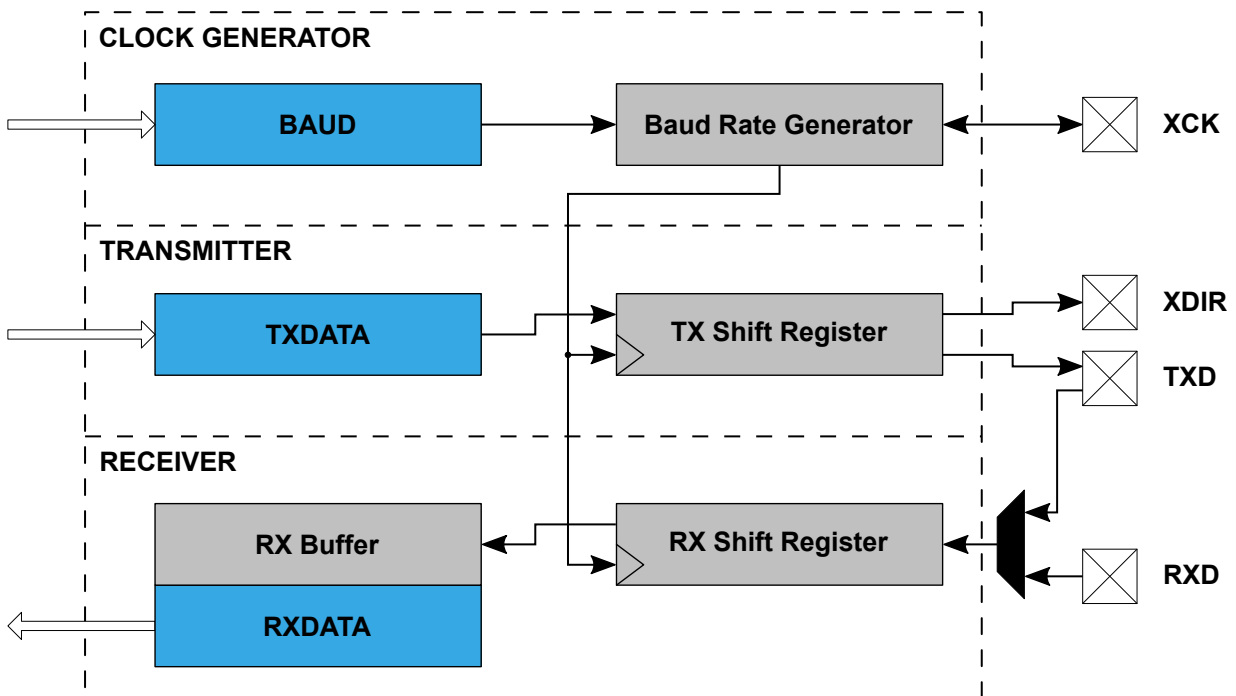 CLOCK GENERATOR
BAUD
Baud Rate Generator
XCK
TRANSMITTER
TXDATA
TX Shift Register
XDIR
TXD
RECEIVER
RX Buffer
RX Shift Register
RXD
RXDATA